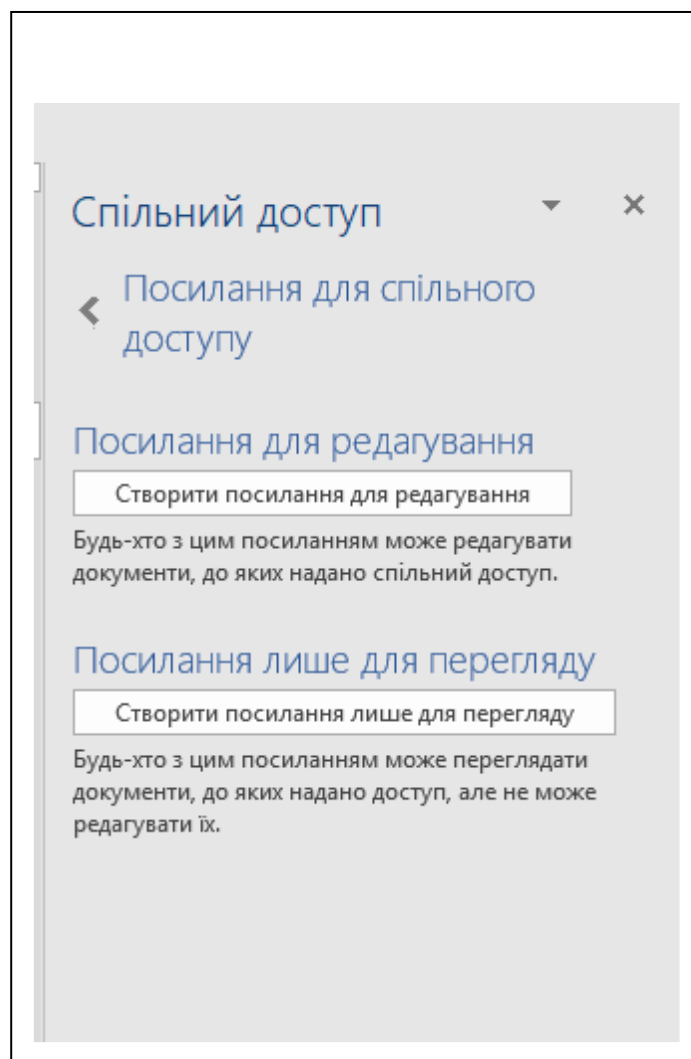 Спільний доступ
Посилання для спільного
доступу
Посилання для редагування
Створити посилання для редагування
Будь-хто з цим посиланням може редагувати
документи, до яких надано спільний доступ.
Посилання лише для перегляду
Створити посилання лише для перегляду
Будь-хто з цим посиланням може переглядати
документи, до яких надано доступ, але не може
редагувати їх.